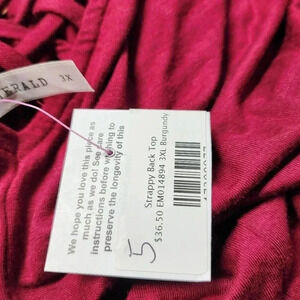 ERALD 3X
We hope you love this piece as
much as we do! See care
instructions before washing to
preserve the longevity of this
Strappy Back Top
$36.50 EM014894 3XL Burgundy
5